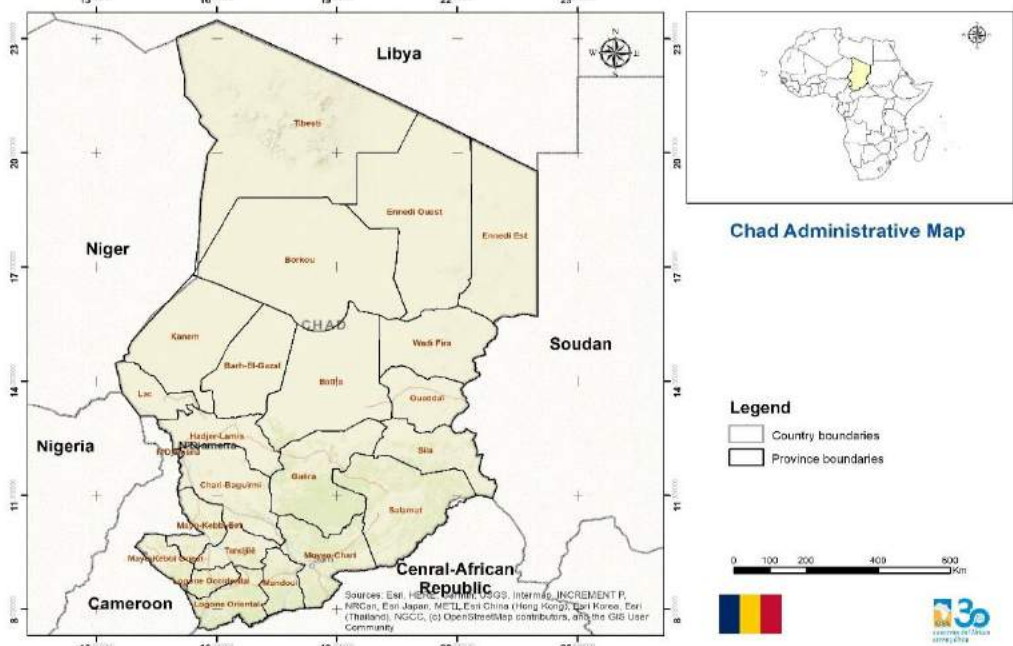 Libya
N
W
E
S
Tibesti
Ennedi Ouest
Ennedi Est
Niger
Borkou
CHAD
Kanem
Wadi Fira
Soudan
Barh-El-Gazal
Batha
Lac
Ouaddaï
Nigeria
Hadjer-Lamis
N'Djamena
Sila
Guéra
Chari-Baguirmi
Salamat
Mayo-Kebbi Est
Mayo-Kebbi Ouest
Tandjilé
Moyen-Chari
Logone Occidental
Mandoul
Logone Oriental
Cameroon
Cenral-African
Republic
Sources: Esri, HERE, Garmin, USGS, Intermap, INCREMENT P,
NRCan, Esri Japan, METI, Esri China (Hong Kong), Esri Korea, Esri
(Thailand), NGCC, (c) OpenStreetMap contributors, and the GIS User
Community
Chad Administrative Map
Legend
Country boundaries
Province boundaries
0 100 200 400 600
Km
30